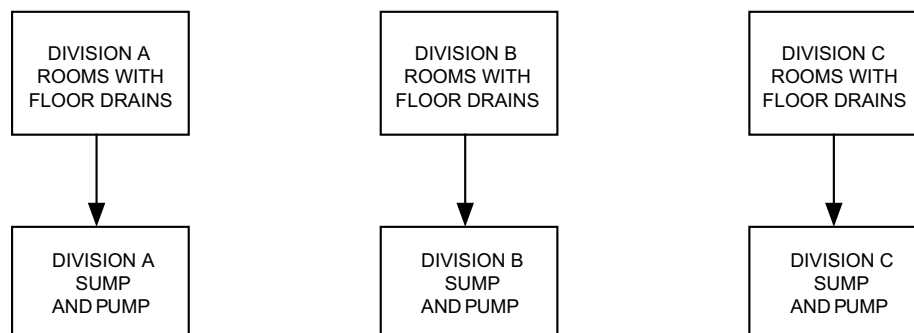 DIVISION A
ROOMS WITH
FLOOR DRAINS
DIVISION B
ROOMS WITH
FLOOR DRAINS
DIVISION C
ROOMS WITH
FLOOR DRAINS
DIVISION A
SUMP
AND PUMP
DIVISION B
SUMP
AND PUMP
DIVISION C
SUMP
AND PUMP